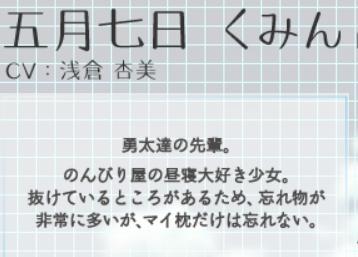 五月七日 くみん
CV：浅倉 杏美
勇太達の先輩。
のんびり屋の昼寝大好き少女。
抜けているところがあるため、忘れ物が
非常に多いが、マイ枕だけは忘れない。